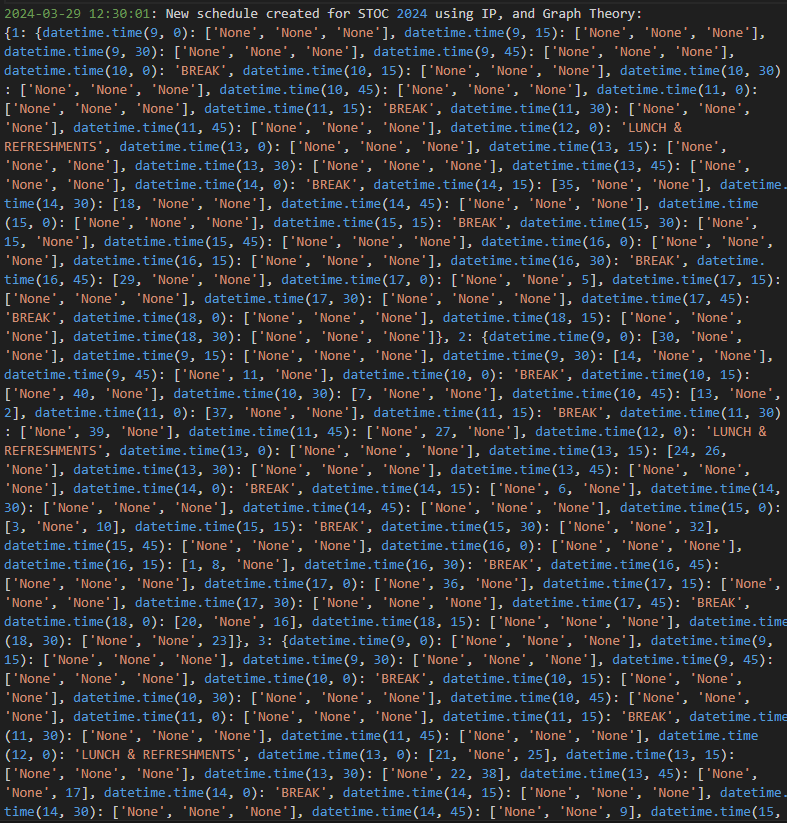 2024-03-29 12:30:01: New schedule created for STOC 2024 using IP, and Graph Theory:
{1: {datetime.time(9, 0): ['None', 'None', 'None'], datetime.time(9, 15): ['None', 'None', 'None'],
datetime.time(9, 30): ['None', 'None', 'None'], datetime.time(9, 45): ['None', 'None', 'None'],
datetime.time(10, 0): 'BREAK', datetime.time(10, 15): ['None', 'None', 'None'], datetime.time(10, 30)
: ['None', 'None', 'None'], datetime.time(10, 45): ['None', 'None', 'None'], datetime.time(11, 0):
['None', 'None', 'None'], datetime.time(11, 15): 'BREAK', datetime.time(11, 30): ['None', 'None',
'None'], datetime.time(11, 45): ['None', 'None', 'None'], datetime.time(12, 0): 'LUNCH &
REFRESHMENTS', datetime.time(13, 0): ['None', 'None', 'None'], datetime.time(13, 15): ['None',
'None', 'None'], datetime.time(13, 30): ['None', 'None', 'None'], datetime.time(13, 45): ['None',
'None', 'None'], datetime.time(14, 0): 'BREAK', datetime.time(14, 15): [35, 'None', 'None'], datetime.
time(14, 30): [18, 'None', 'None'], datetime.time(14, 45): ['None', 'None', 'None'], datetime.time
(15, 0): ['None', 'None', 'None'], datetime.time(15, 15): 'BREAK', datetime.time(15, 30): ['None',
15, 'None'], datetime.time(15, 45): ['None', 'None', 'None'], datetime.time(16, 0): ['None', 'None',
'None'], datetime.time(16, 15): ['None', 'None', 'None'], datetime.time(16, 30): 'BREAK', datetime.
time(16, 45): [29, 'None', 'None'], datetime.time(17, 0): ['None', 'None', 5], datetime.time(17, 15):
['None', 'None', 'None'], datetime.time(17, 30): ['None', 'None', 'None'], datetime.time(17, 45):
'BREAK', datetime.time(18, 0): ['None', 'None', 'None'], datetime.time(18, 15): ['None', 'None',
'None'], datetime.time(18, 30): ['None', 'None', 'None']}, 2: {datetime.time(9, 0): [30, 'None',
'None'], datetime.time(9, 15): ['None', 'None', 'None'], datetime.time(9, 30): [14, 'None', 'None'],
datetime.time(9, 45): ['None', 11, 'None'], datetime.time(10, 0): 'BREAK', datetime.time(10, 15):
['None', 40, 'None'], datetime.time(10, 30): [7, 'None', 'None'], datetime.time(10, 45): [13, 'None',
2], datetime.time(11, 0): [37, 'None', 'None'], datetime.time(11, 15): 'BREAK', datetime.time(11, 30)
: ['None', 39, 'None'], datetime.time(11, 45): ['None', 27, 'None'], datetime.time(12, 0): 'LUNCH &
REFRESHMENTS', datetime.time(13, 0): ['None', 'None', 'None'], datetime.time(13, 15): [24, 26,
'None'], datetime.time(13, 30): ['None', 'None', 'None'], datetime.time(13, 45): ['None', 'None',
'None'], datetime.time(14, 0): 'BREAK', datetime.time(14, 15): ['None', 6, 'None'], datetime.time(14,
30): ['None', 'None', 'None'], datetime.time(14, 45): ['None', 'None', 'None'], datetime.time(15, 0):
[3, 'None', 10], datetime.time(15, 15): 'BREAK', datetime.time(15, 30): ['None', 'None', 32],
datetime.time(15, 45): ['None', 'None', 'None'], datetime.time(16, 0): ['None', 'None', 'None'],
datetime.time(16, 15): [1, 8, 'None'], datetime.time(16, 30): 'BREAK', datetime.time(16, 45):
['None', 'None', 'None'], datetime.time(17, 0): ['None', 36, 'None'], datetime.time(17, 15): ['None',
'None', 'None'], datetime.time(17, 30): ['None', 'None', 'None'], datetime.time(17, 45): 'BREAK',
datetime.time(18, 0): [20, 'None', 16], datetime.time(18, 15): ['None', 'None', 'None'], datetime.time
(18, 30): ['None', 'None', 23]}, 3: {datetime.time(9, 0): ['None', 'None', 'None'], datetime.time(9,
15): ['None', 'None', 'None'], datetime.time(9, 30): ['None', 'None', 'None'], datetime.time(9, 45):
['None', 'None', 'None'], datetime.time(10, 0): 'BREAK', datetime.time(10, 15): ['None', 'None',
'None'], datetime.time(10, 30): ['None', 'None', 'None'], datetime.time(10, 45): ['None', 'None',
'None'], datetime.time(11, 0): ['None', 'None', 'None'], datetime.time(11, 15): 'BREAK', datetime.time
(11, 30): ['None', 'None', 'None'], datetime.time(11, 45): ['None', 'None', 'None'], datetime.time
(12, 0): 'LUNCH & REFRESHMENTS', datetime.time(13, 0): [21, 'None', 25], datetime.time(13, 15):
['None', 'None', 'None'], datetime.time(13, 30): ['None', 22, 38], datetime.time(13, 45): ['None',
'None', 17], datetime.time(14, 0): 'BREAK', datetime.time(14, 15): ['None', 'None', 'None'], datetime.
time(14, 30): ['None', 'None', 'None'], datetime.time(14, 45): ['None', 'None', 9], datetime.time(15,